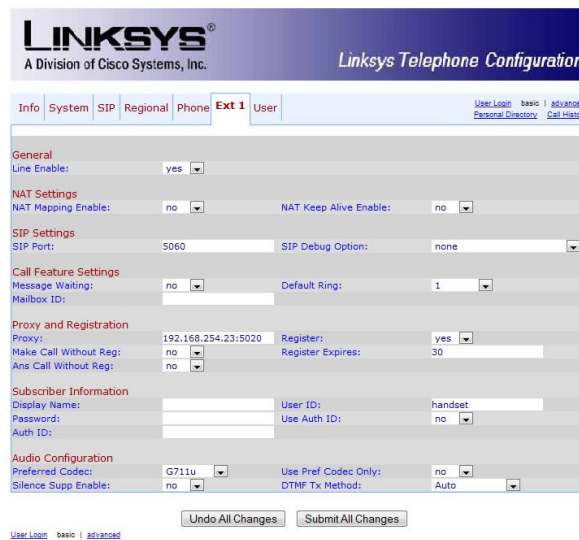 LINKSYS®
A Division of Cisco Systems, Inc.
Linksys Telephone Configuration
Info System SIP Regional Phone Ext 1 User
User Login basic | advance
Personal Directory Call Histo
General
Line Enable: yes
NAT Settings
NAT Mapping Enable: no NAT Keep Alive Enable: no
SIP Settings
SIP Port: 5060 SIP Debug Option: none
Call Feature Settings
Message Waiting: no Default Ring: 1
Mailbox ID:
Proxy and Registration
Proxy: 192.168.254.23:5020 Register: yes
Make Call Without Reg: no Register Expires: 30
Ans Call Without Reg: no
Subscriber Information
Display Name: User ID: handset
Password: Use Auth ID: no
Auth ID:
Audio Configuration
Preferred Codec: G711u Use Pref Codec Only: no
Silence Supp Enable: no DTMF Tx Method: Auto
Undo All Changes Submit All Changes
User Login basic | advanced